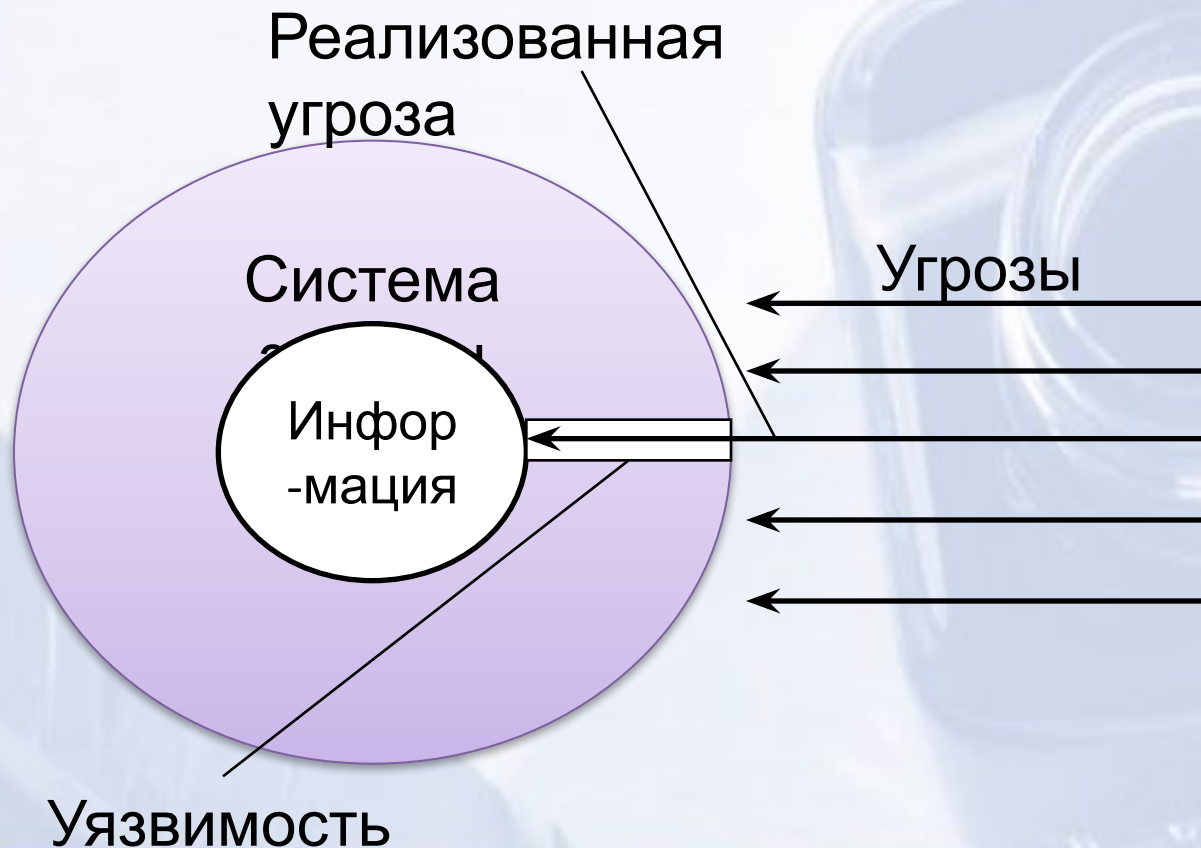 Реализованная
угроза
Система
Угрозы
Инфор
-мация
Уязвимость